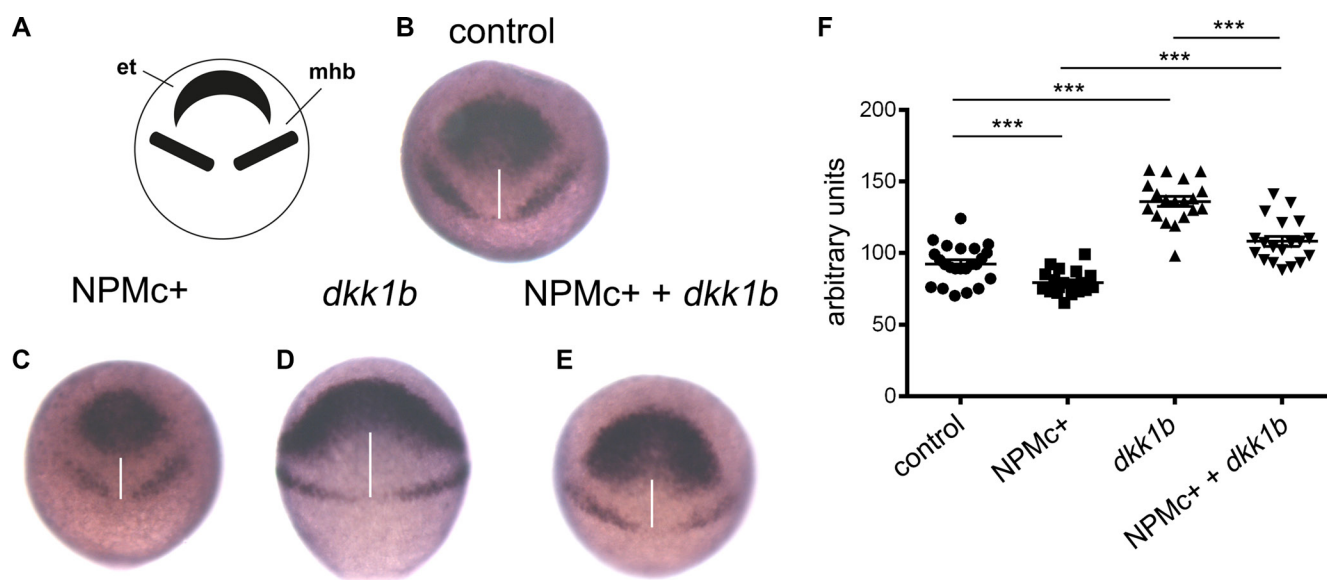 A
et
mhb
B
control
NPMc+
dkk1b
NPMc+ + dkk1b
C
D
E
F
***
***
***
***
200
150
100
50
0
arbitrary units
control
NPMc+
dkk1b
NPMc+ + dkk1b